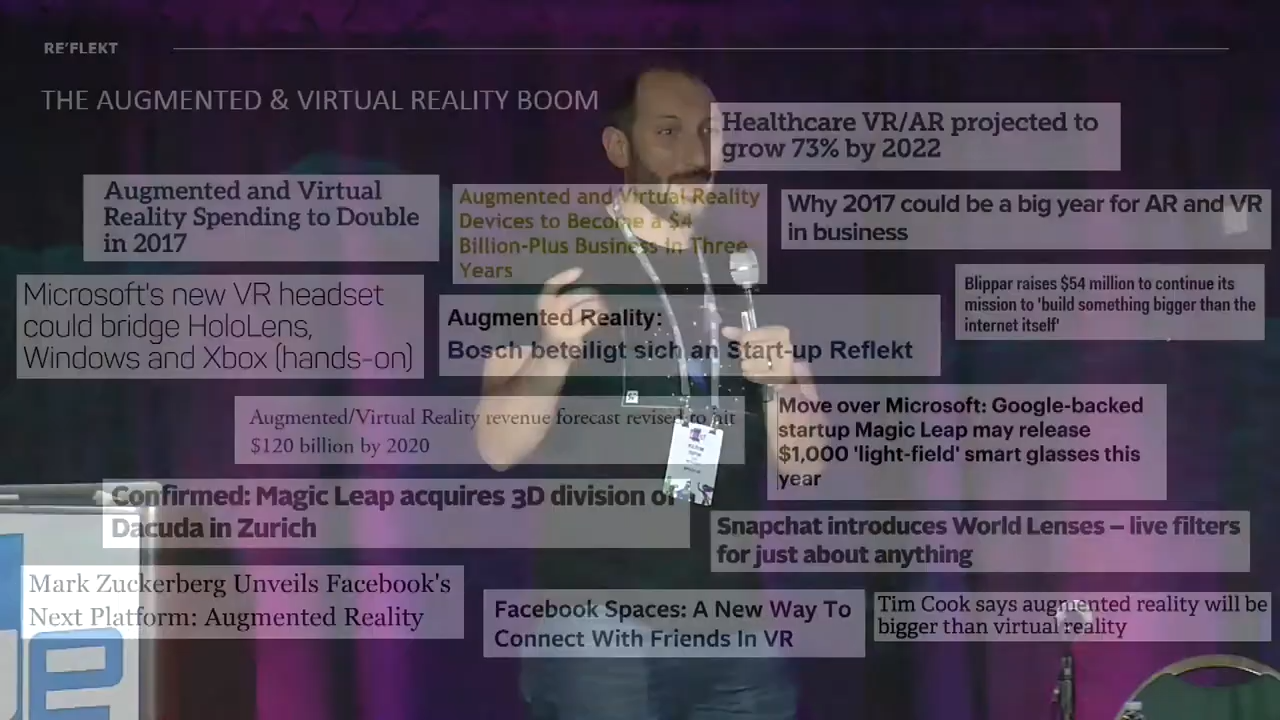 RE'FLEKT
THE AUGMENTED & VIRTUAL REALITY BOOM
Healthcare VR/AR projected to
grow 73% by 2022
Augmented and Virtual
Reality Spending to Double
in 2017
Augmented and Virtual Reality
Devices to Become a $4
Billion-Plus Business In Three
Years
Why 2017 could be a big year for AR and VR
in business
Microsoft's new VR headset
could bridge HoloLens,
Windows and Xbox (hands-on)
Augmented Reality:
Bosch beteiligt sich an Start-up Reflekt
Blippar raises $54 million to continue its
mission to 'build something bigger than the
internet itself'
Augmented/Virtual Reality revenue forecast revised to hit
$120 billion by 2020
Move over Microsoft: Google-backed
startup Magic Leap may release
$1,000 'light-field' smart glasses this
year
Confirmed: Magic Leap acquires 3D division of
Dacuda in Zurich
Snapchat introduces World Lenses – live filters
for just about anything
Mark Zuckerberg Unveils Facebook's
Next Platform: Augmented Reality
Facebook Spaces: A New Way To
Connect With Friends In VR
Tim Cook says augmented reality will be
bigger than virtual reality